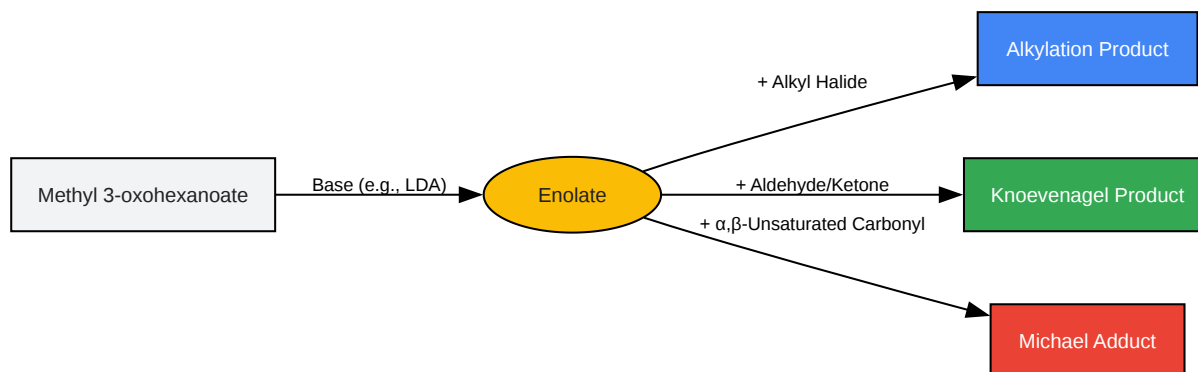 Alkylation Product
+ Alkyl Halide
Methyl 3-oxohexanoate
Base (e.g., LDA)
Enolate
+ Aldehyde/Ketone
Knoevenagel Product
+ α,β-Unsaturated Carbonyl
Michael Adduct